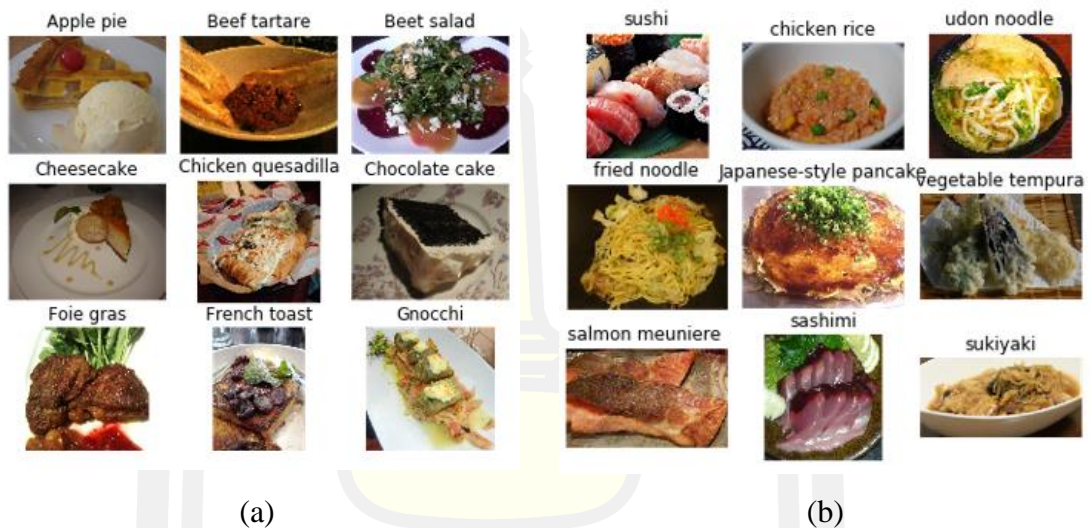 Apple pie
Beef tartare
Beet salad
Cheesecake
Chicken quesadilla
Chocolate cake
Foie gras
French toast
Gnocchi
(a)
sushi
chicken rice
udon noodle
fried noodle
Japanese-style pancake
vegetable tempura
salmon meuniere
sashimi
sukiyaki
(b)